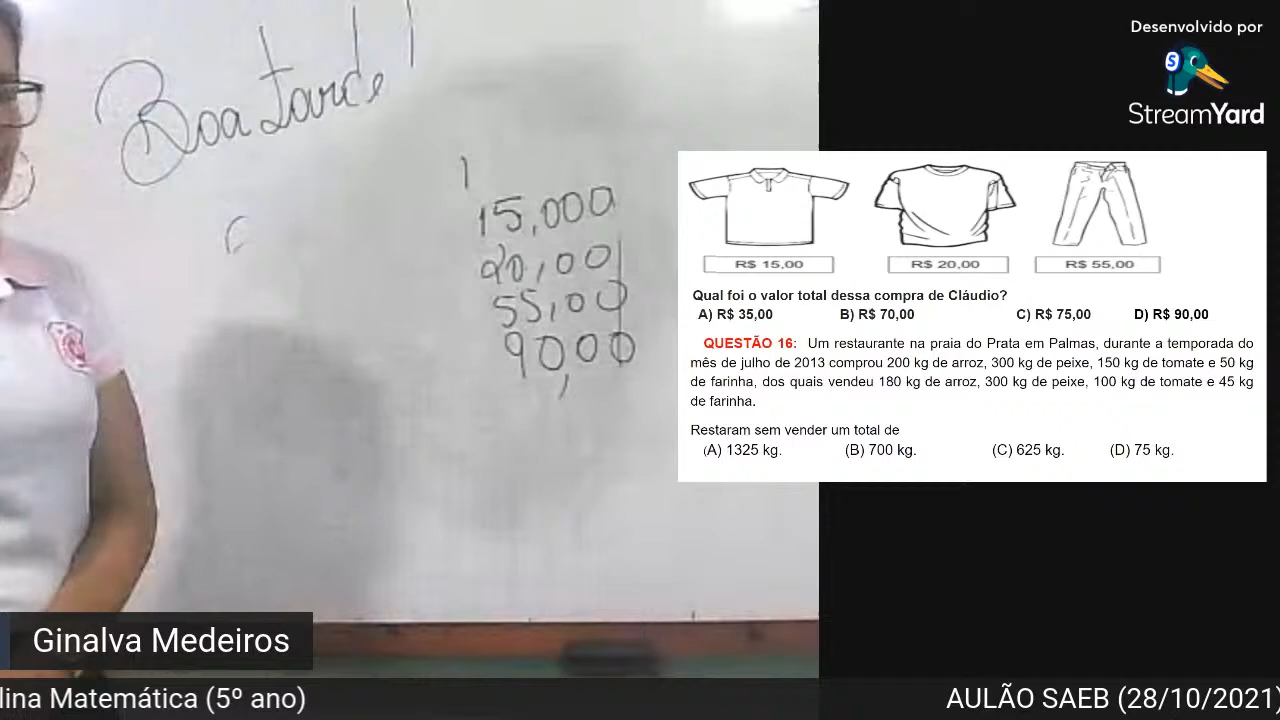 Desenvolvido por
StreamYard
Boa tarde!
1
15,000
20,00
55,00
90,00
R$ 15,00
R$ 20,00
R$ 55,00
Qual foi o valor total dessa compra de Cláudio?
A) R$ 35,00 B) R$ 70,00 C) R$ 75,00 D) R$ 90,00
QUESTÃO 16: Um restaurante na praia do Prata em Palmas, durante a temporada do
mês de julho de 2013 comprou 200 kg de arroz, 300 kg de peixe, 150 kg de tomate e 50 kg
de farinha, dos quais vendeu 180 kg de arroz, 300 kg de peixe, 100 kg de tomate e 45 kg
de farinha.
Restaram sem vender um total de
(A) 1325 kg. (B) 700 kg. (C) 625 kg. (D) 75 kg.
Ginalva Medeiros
lina Matemática (5º ano)
AULÃO SAEB (28/10/2021)